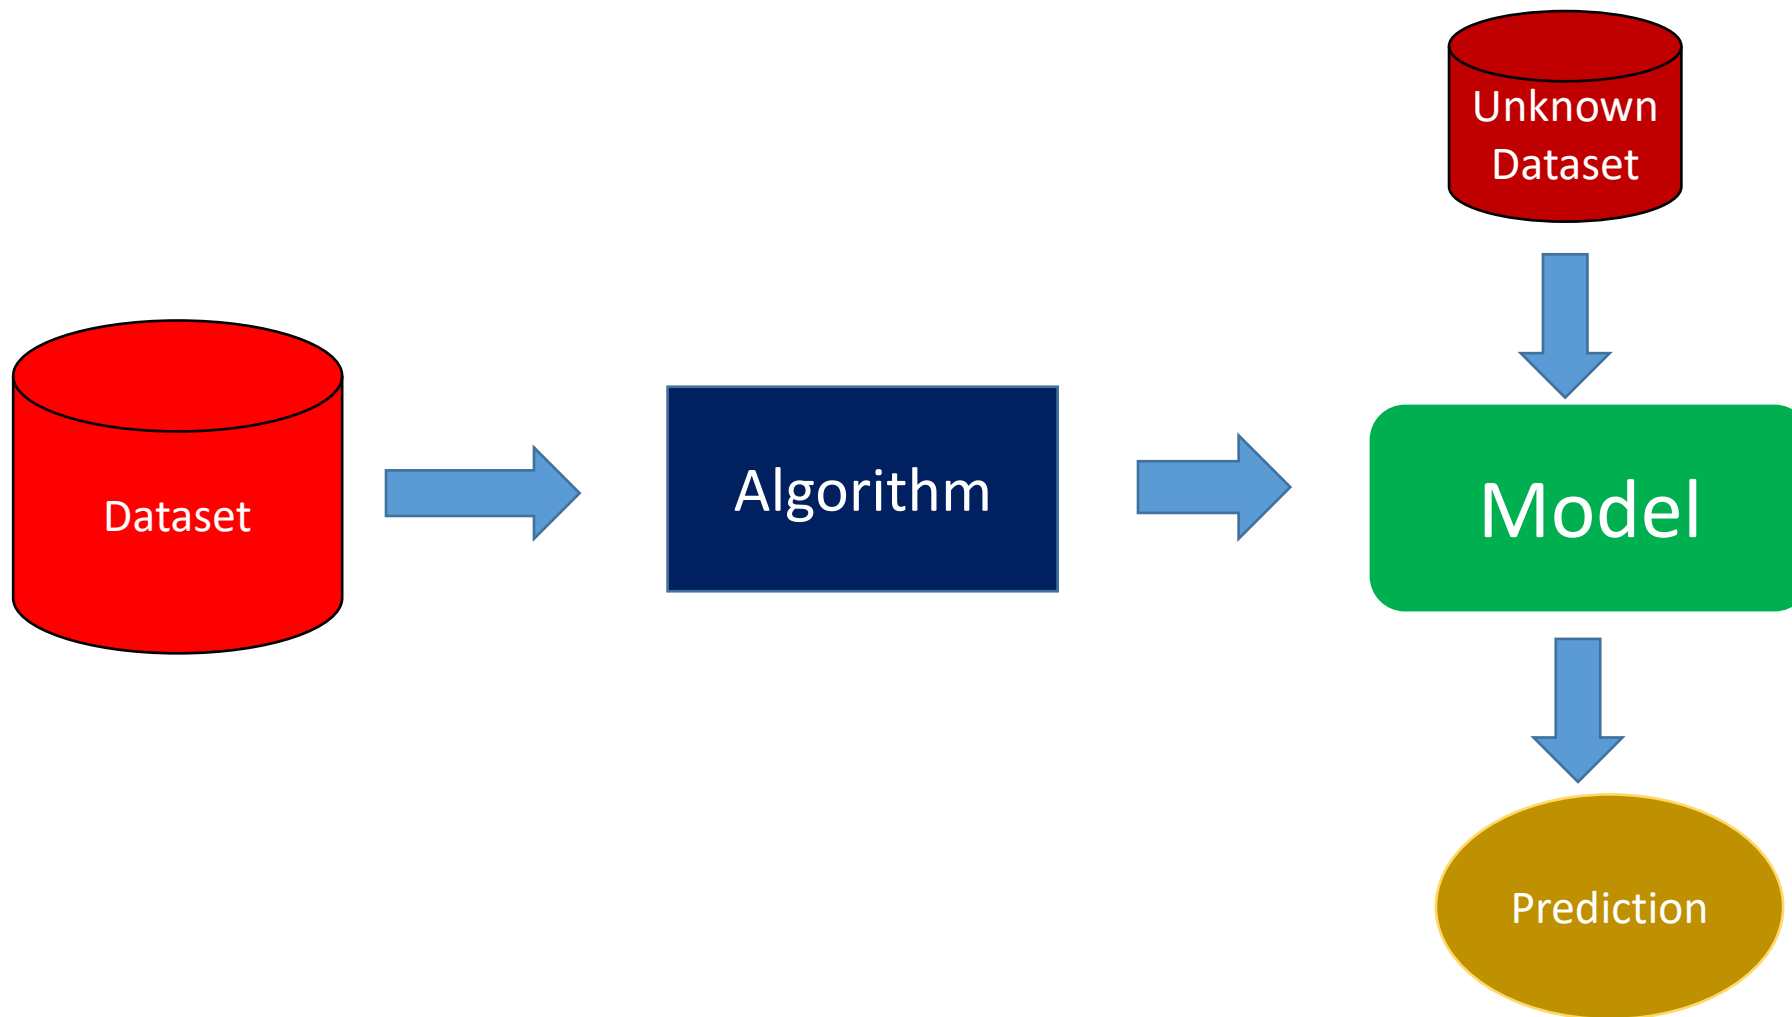 Unknown
Dataset
Dataset
Algorithm
Model
Prediction